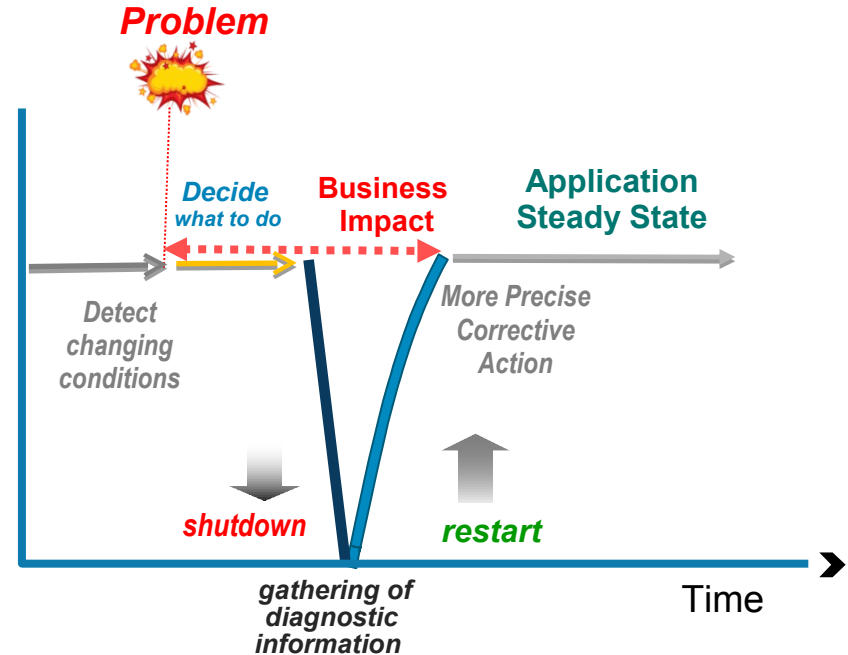 Problem
Decide
what to do
Business
Impact
Application
Steady State
Detect
changing
conditions
More Precise
Corrective
Action
shutdown
restart
gathering of
diagnostic
information
Time